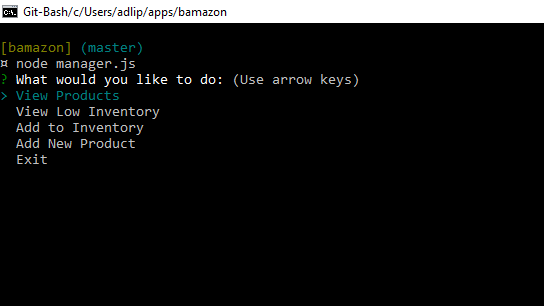 Git-Bash/c/Users/adlip/apps/bamazon
[bamazon] (master)
¤ node manager.js
? What would you like to do: (Use arrow keys)
> View Products
View Low Inventory
Add to Inventory
Add New Product
Exit